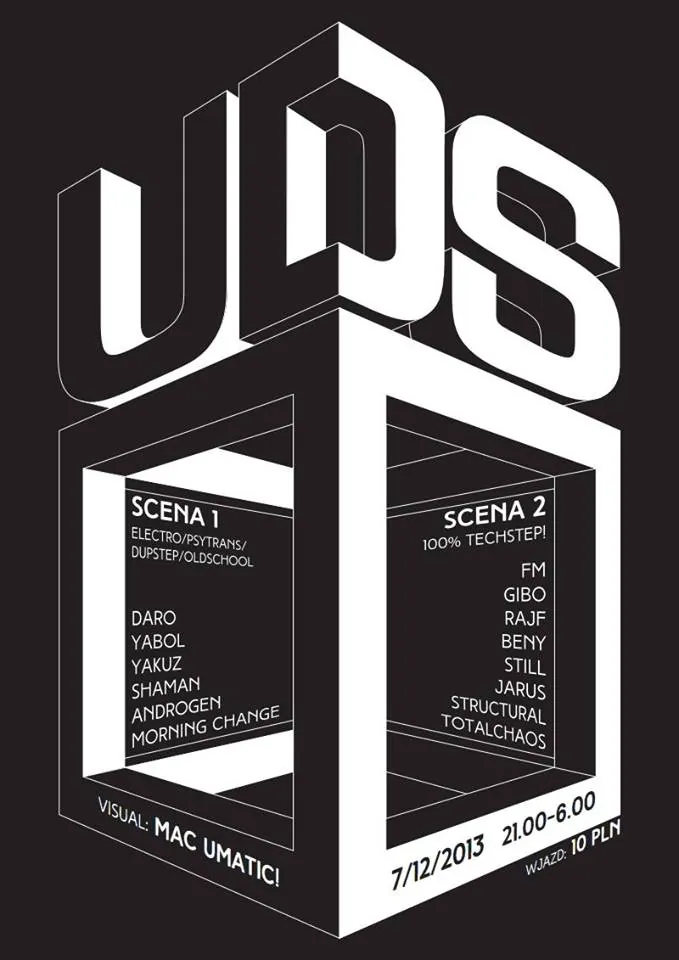 UDS
SCENA 1
ELECTRO/PSYTRANS/
DUPSTEP/OLDSCHOOL
DARO
YABOL
YAKUZ
SHAMAN
ANDROGEN
MORNING CHANGE
SCENA 2
100% TECHSTEP!
FM
GIBO
RAJF
BENY
STILL
JARUS
STRUCTURAL
TOTALCHAOS
VISUAL: MAC UMATIC!
7/12/2013 21.00-6.00
WJAZD: 10 PLN